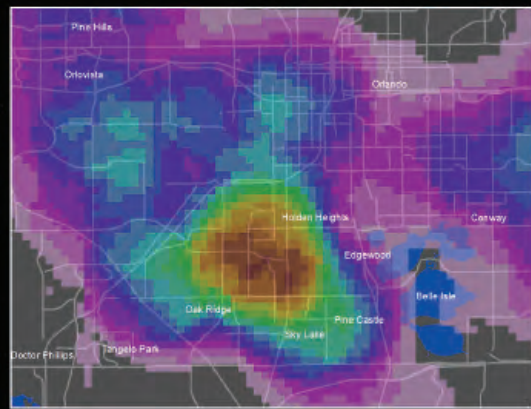 Pine Hills
Orlovista
Orlando
Holden Heights
Conway
Edgewood
Belle Isle
Oak Ridge
Pine Castle
Sky Lake
Doctor Phillips
Tangelo Park